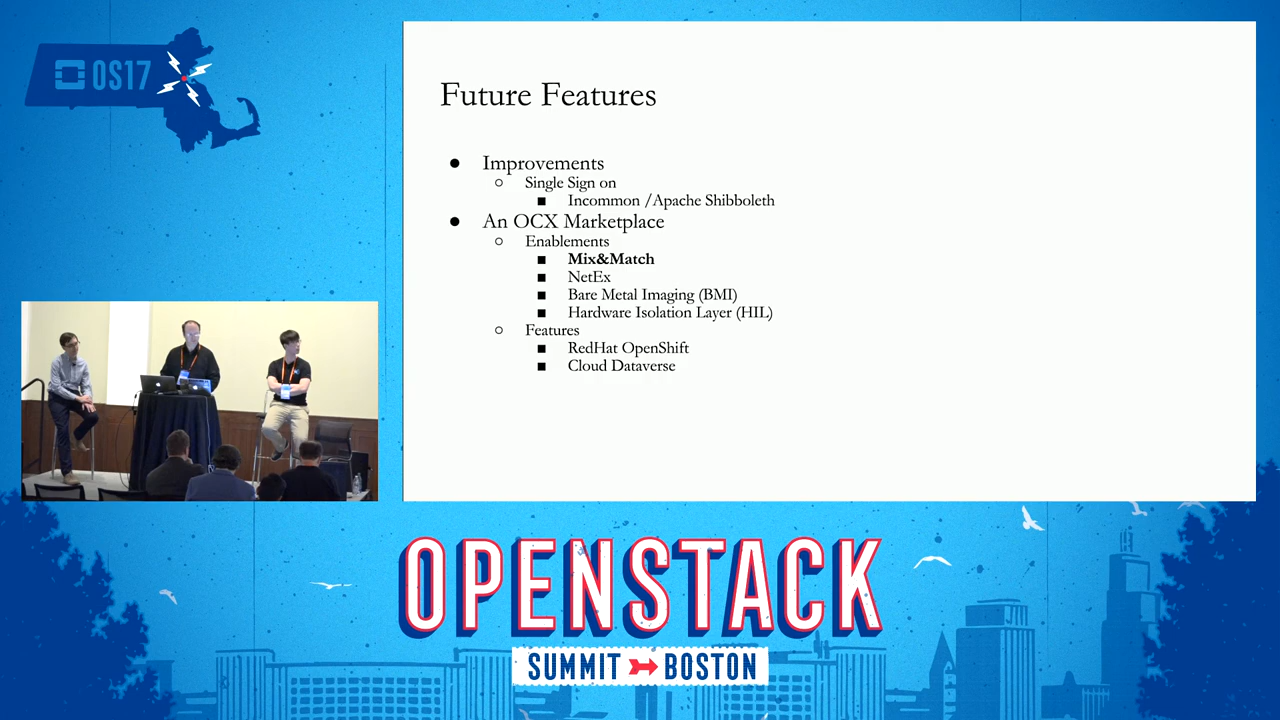 OS17
Future Features
● Improvements
○ Single Sign on
■ Incommon /Apache Shibboleth
● An OCX Marketplace
○ Enablements
■ Mix&Match
■ NetEx
■ Bare Metal Imaging (BMI)
■ Hardware Isolation Layer (HIL)
○ Features
■ RedHat OpenShift
■ Cloud Dataverse
OPENSTACK
SUMMIT BOSTON